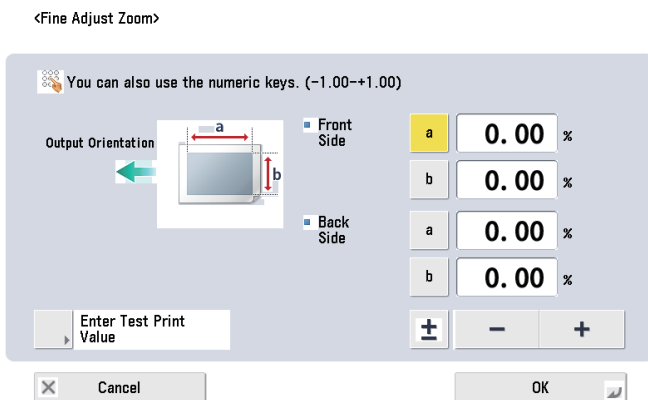 <Fine Adjust Zoom>
You can also use the numeric keys. (-1.00-+1.00)
Output Orientation
a
b
Front
Side
a 0.00 %
b 0.00 %
Back
Side
a 0.00 %
b 0.00 %
Enter Test Print
Value
± - +
Cancel
OK